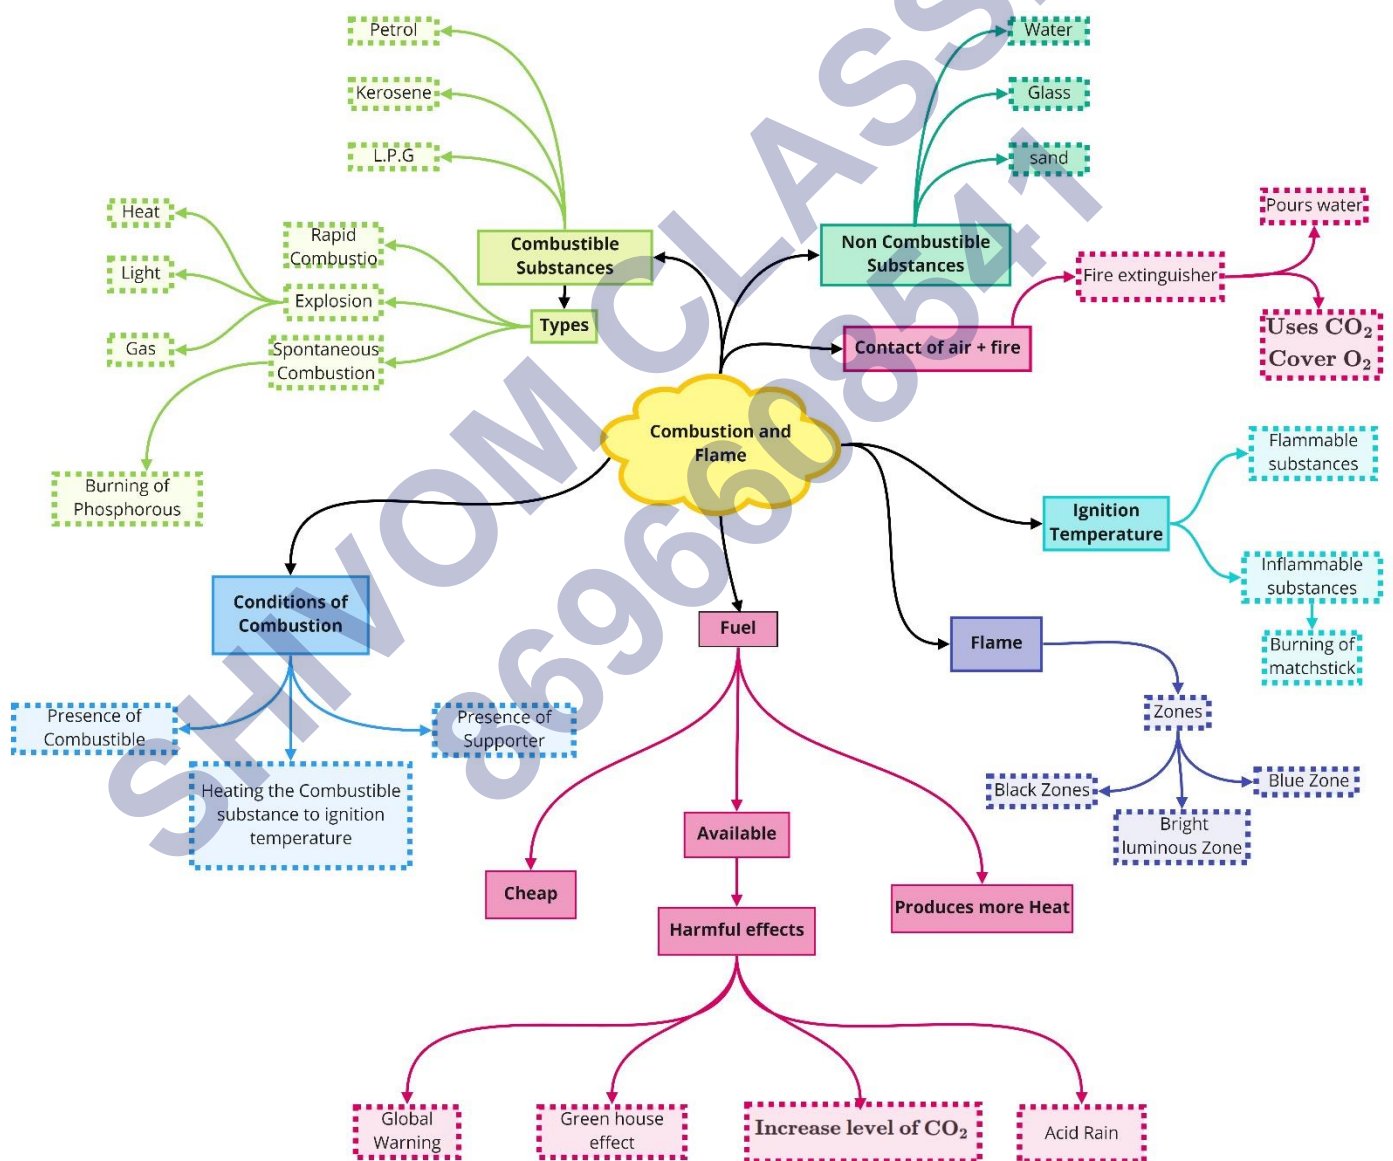 Petrol
Kerosene
L.P.G
Water
Glass
sand
Heat
Light
Gas
Rapid
Combustio
Explosion
Spontaneous
Combustion
Burning of
Phosphorous
Combustible
Substances
Types
Non Combustible
Substances
Contact of air + fire
Fire extinguisher
Pours water
Uses CO₂
Cover O₂
Combustion and
Flame
Flammable
substances
Ignition
Temperature
Inflammable
substances
Burning of
matchstick
Conditions of
Combustion
Presence of
Combustible
Heating the Combustible
substance to ignition
temperature
Presence of
Supporter
Fuel
Flame
Zones
Black Zones
Bright
luminous Zone
Blue Zone
Cheap
Available
Produces more Heat
Harmful effects
Global
Warning
Green house
effect
Increase level of CO₂
Acid Rain
SHIVOM CLASS
8696608541